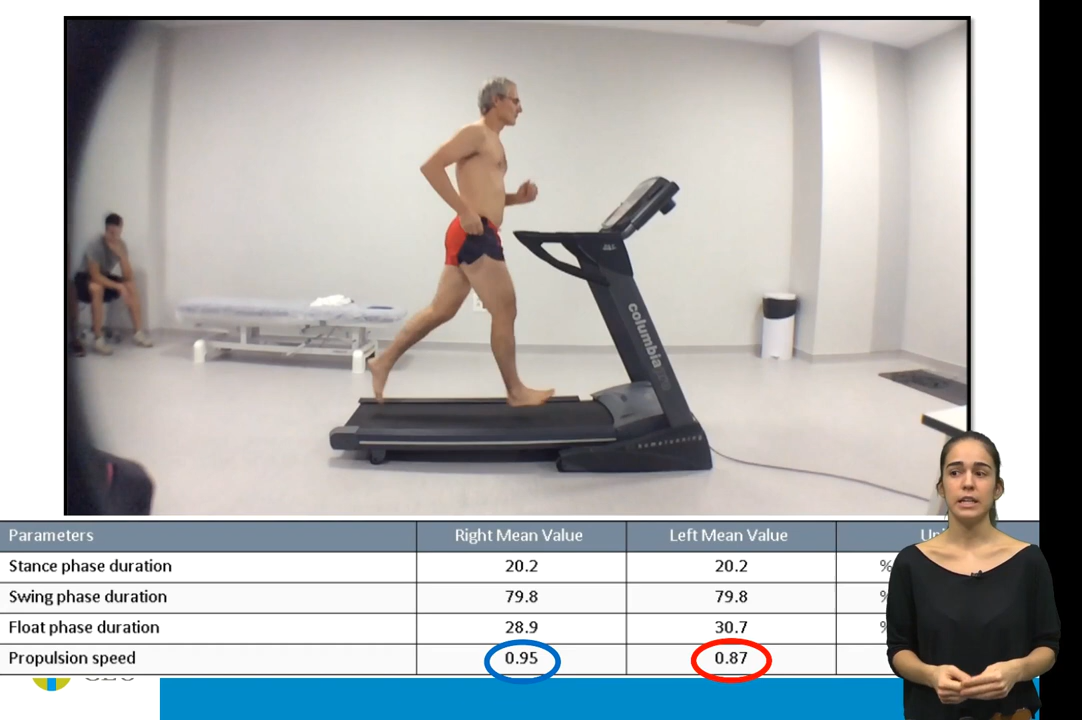 columbia
Parameters Right Mean Value Left Mean Value
Stance phase duration 20.2 20.2 %
Swing phase duration 79.8 79.8 %
Float phase duration 28.9 30.7 %
Propulsion speed 0.95 0.87